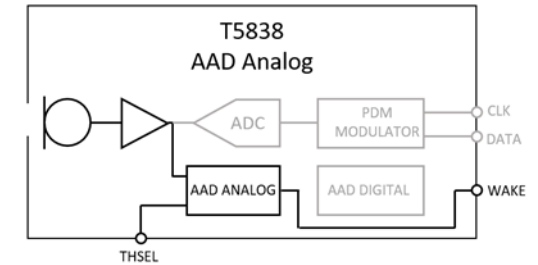 T5838
AAD Analog
ADC
PDM
MODULATOR
CLK
DATA
AAD ANALOG
AAD DIGITAL
WAKE
THSEL